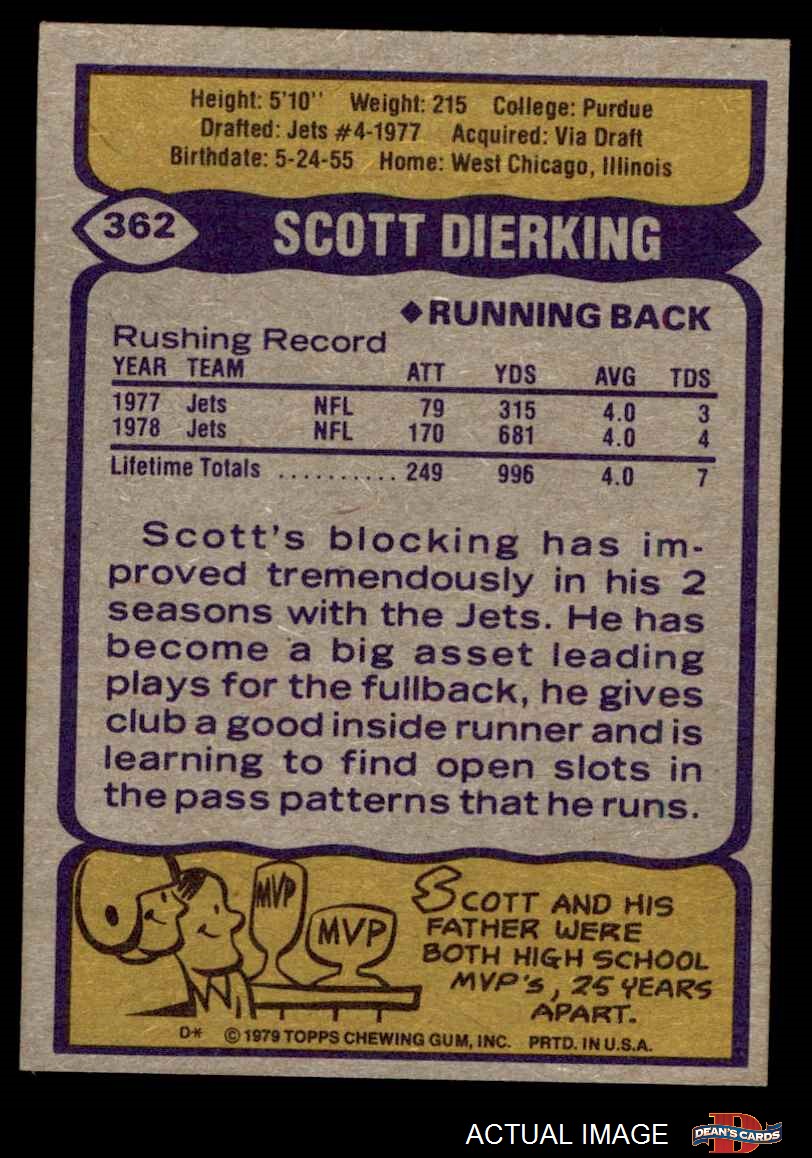 Height: 5'10" Weight: 215 College: Purdue
Drafted: Jets #4-1977 Acquired: Via Draft
Birthdate: 5-24-55 Home: West Chicago, Illinois
362 SCOTT DIERKING
◆RUNNING BACK
Rushing Record
YEAR TEAM ATT YDS AVG TDS
1977 Jets NFL 79 315 4.0 3
1978 Jets NFL 170 681 4.0 4
Lifetime Totals .......... 249 996 4.0 7
Scott's blocking has im-
proved tremendously in his 2
seasons with the Jets. He has
become a big asset leading
plays for the fullback, he gives
club a good inside runner and is
learning to find open slots in
the pass patterns that he runs.
MVP
MVP
SCOTT AND HIS
FATHER WERE
BOTH HIGH SCHOOL
MVP'S, 25 YEARS
APART.
D* © 1979 TOPPS CHEWING GUM, INC. PRTD. IN U.S.A.
ACTUAL IMAGE
D
DEAN'S CARDS